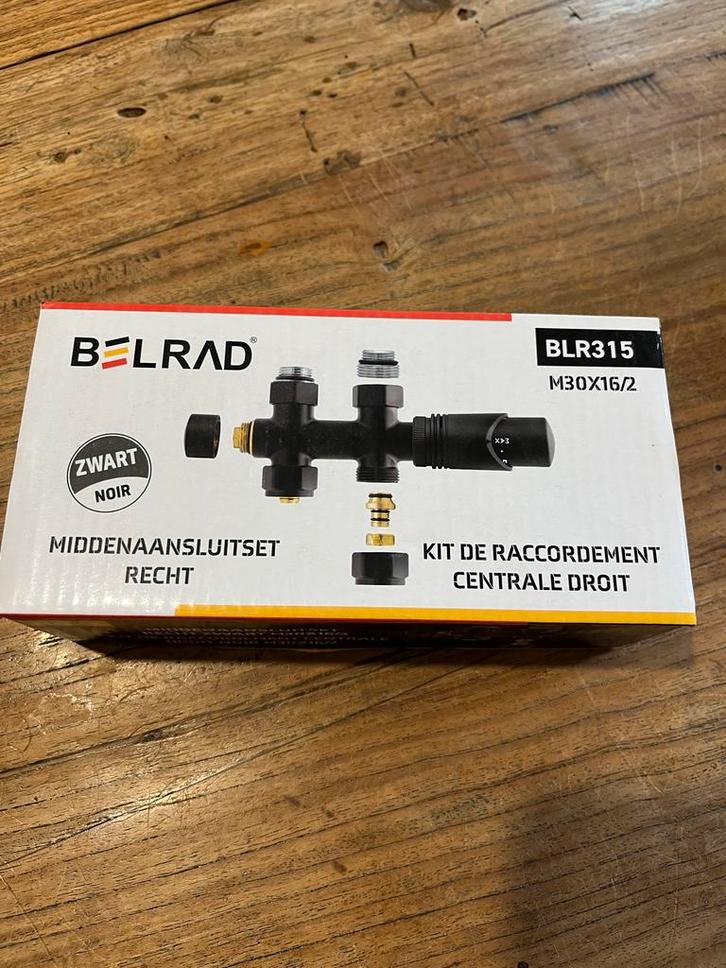 BELRAD®
BLR315
M30X16/2
ZWART
NOIR
MIDDENAANSLUITSET
RECHT
KIT DE RACCORDEMENT
CENTRALE DROIT